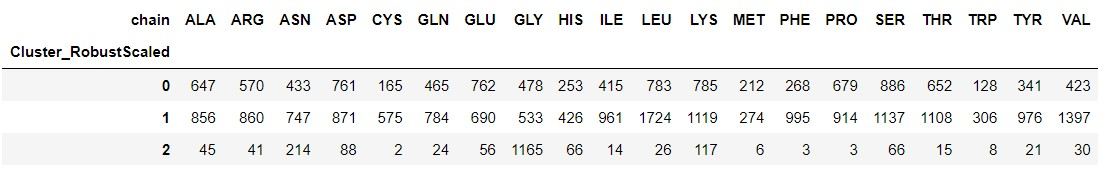 chain ALA ARG ASN ASP CYS GLN GLU GLY HIS ILE LEU LYS MET PHE PRO SER THR TRP TYR VAL
Cluster_RobustScaled
0 647 570 433 761 165 465 762 478 253 415 783 785 212 268 679 886 652 128 341 423
1 856 860 747 871 575 784 690 533 426 961 1724 1119 274 995 914 1137 1108 306 976 1397
2 45 41 214 88 2 24 56 1165 66 14 26 117 6 3 3 66 15 8 21 30